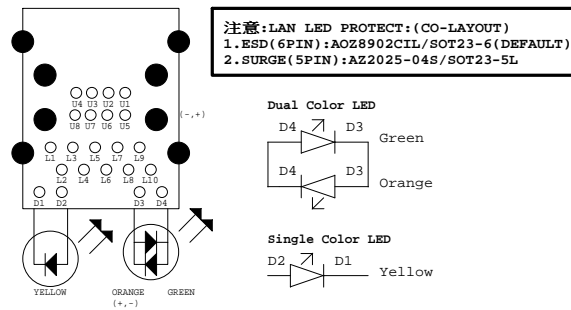 注意:LAN LED PROTECT:(CO-LAYOUT)
1.ESD(6PIN):AOZ8902CIL/SOT23-6(DEFAULT)
2.SURGE(5PIN):AZ2025-04S/SOT23-5L
U4 U3 U2 U1
U8 U7 U6 U5
(-,+)
L1 L3 L5 L7 L9
L2 L4 L6 L8 L10
D1 D2 D3 D4
YELLOW ORANGE GREEN
(+,-)
Dual Color LED
D4 D3 Green
D4 D3 Orange
Single Color LED
D2 D1 Yellow